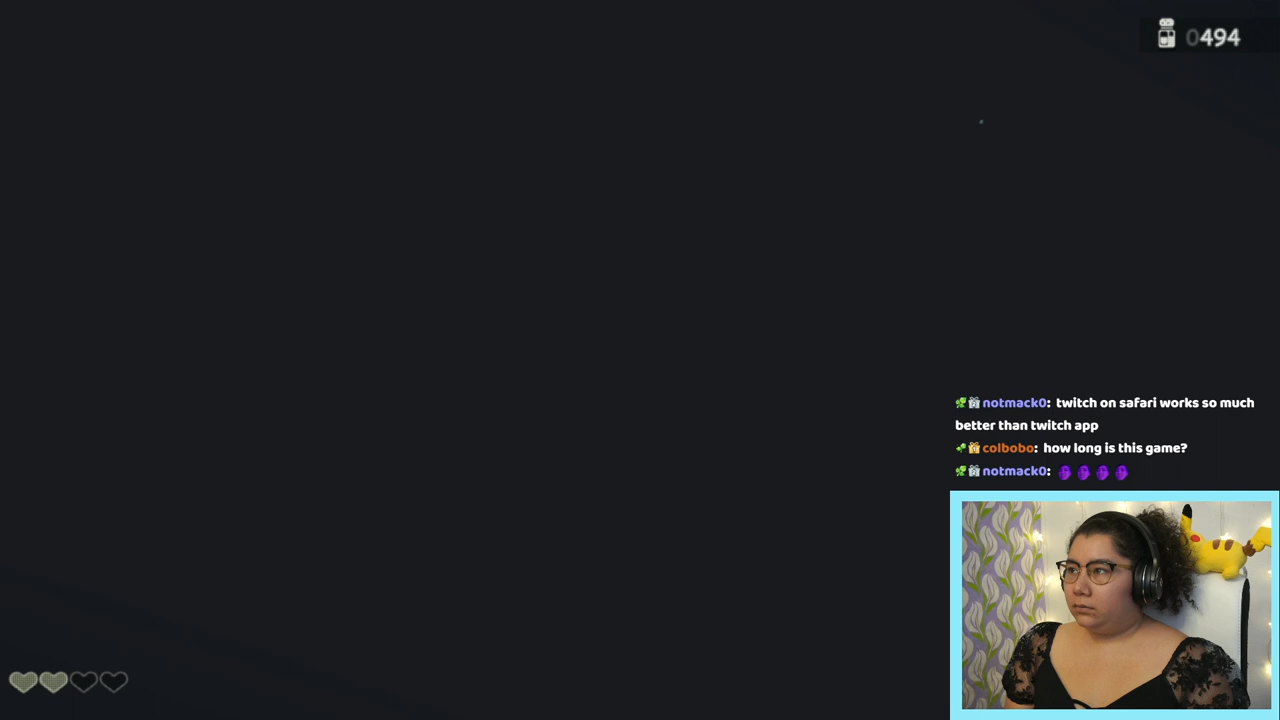 0494
notmack0: twitch on safari works so much
better than twitch app
colbobo: how long is this game?
notmack0: